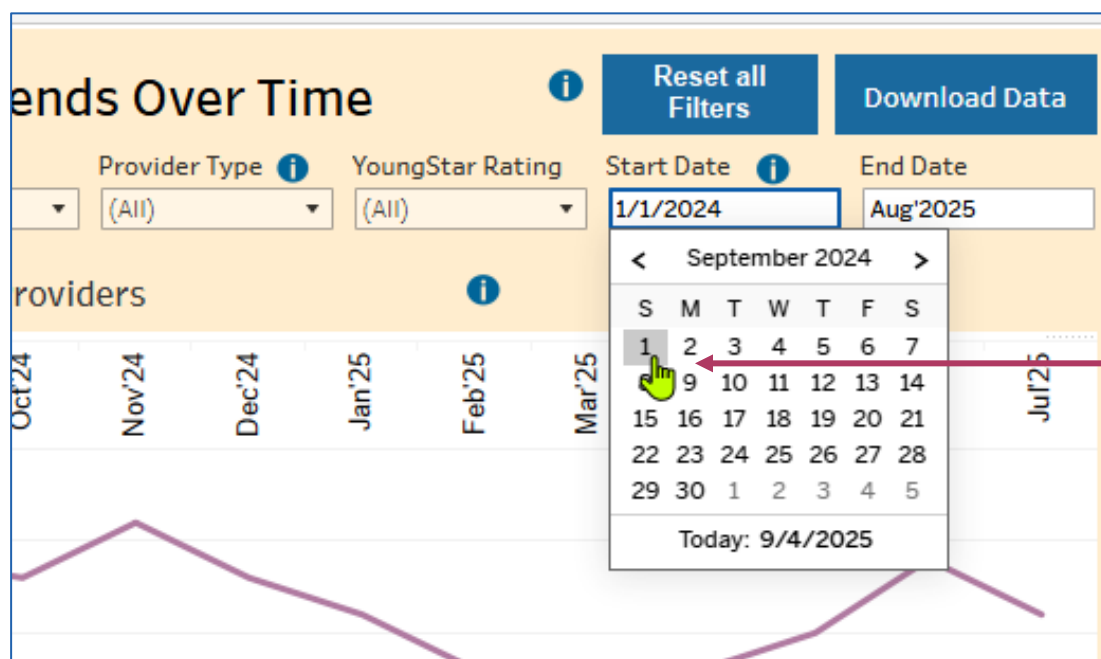 ends Over Time
Reset all
Filters
Download Data
Provider Type
YoungStar Rating
Start Date
End Date
(All)
(All)
1/1/2024
Aug'2025
< September 2024 >
S M T W T F S
1 2 3 4 5 6 7
9 10 11 12 13 14
15 16 17 18 19 20 21
22 23 24 25 26 27 28
29 30 1 2 3 4 5
Today: 9/4/2025
roviders
Oct'24
Nov'24
Dec'24
Jan'25
Feb'25
Mar'25
Jul'25